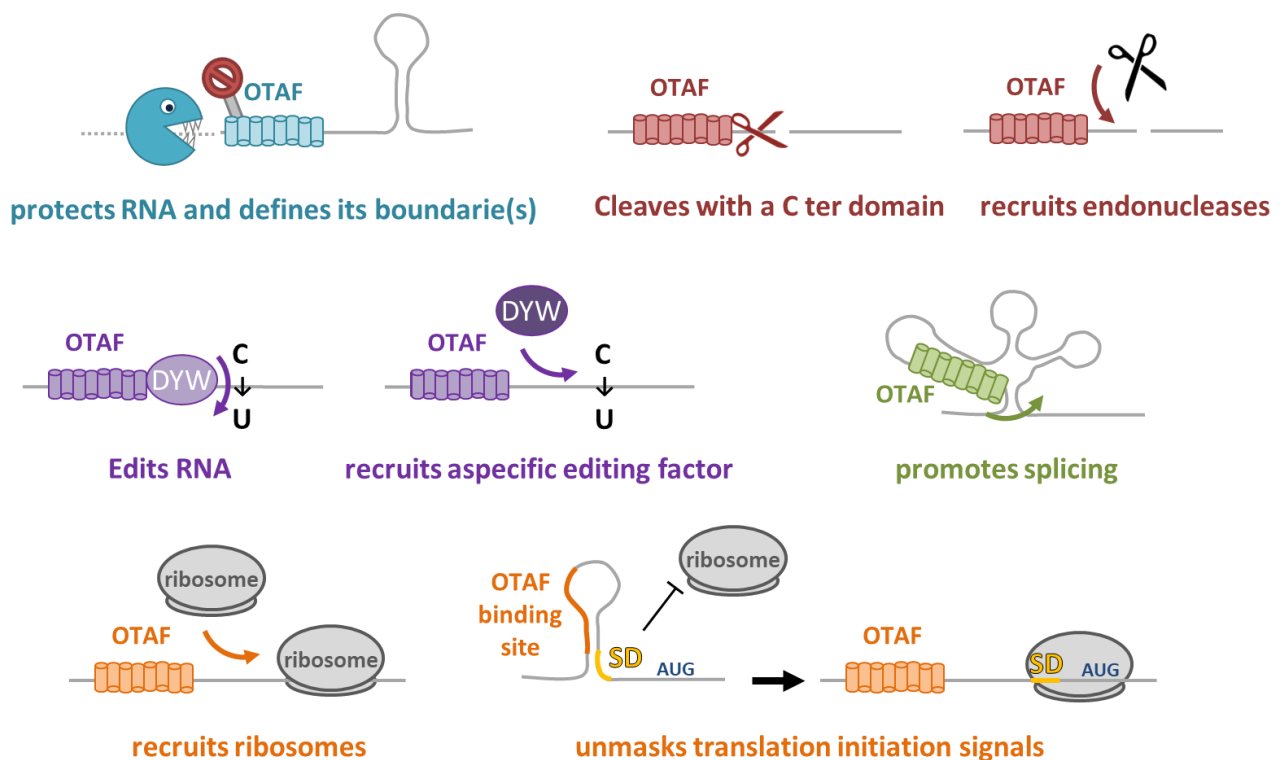 OTAF
protects RNA and defines its boundarie(s)
OTAF
Cleaves with a C ter domain
OTAF
recruits endonucleases
OTAF
DYW
C
U
Edits RNA
DYW
OTAF
C
U
recruits aspecific editing factor
OTAF
promotes splicing
ribosome
OTAF
ribosome
recruits ribosomes
OTAF
binding
site
ribosome
SD
AUG
OTAF
SD
AUG
unmasks translation initiation signals